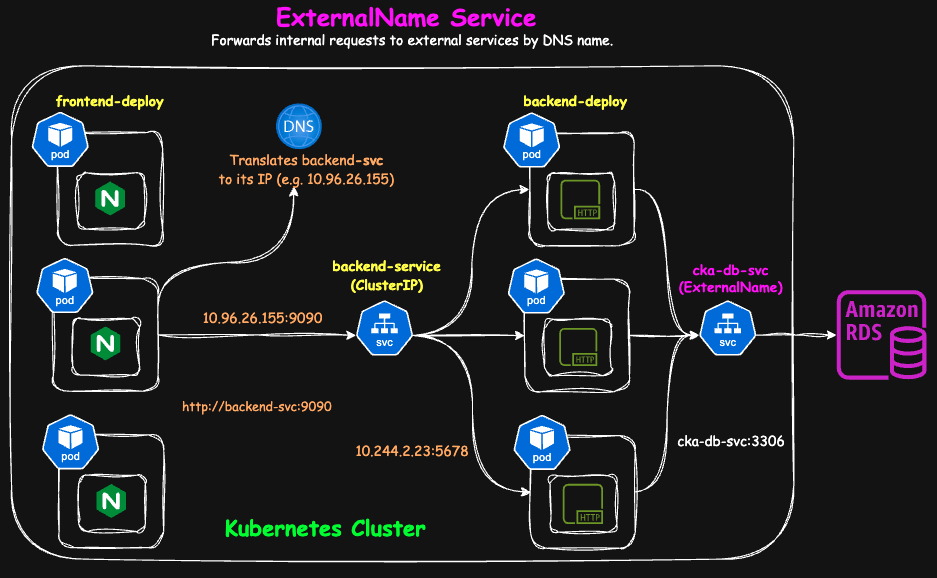 ExternalName Service
Forwards internal requests to external services by DNS name.
frontend-deploy
backend-deploy
pod
N
DNS
Translates backend-svc
to its IP (e.g. 10.96.26.155)
pod
HTTP
pod
N
10.96.26.155:9090
backend-service
(ClusterIP)
svc
pod
HTTP
cka-db-svc
(ExternalName)
svc
Amazon
RDS
http://backend-svc:9090
pod
N
10.244.2.23:5678
pod
HTTP
cka-db-svc:3306
Kubernetes Cluster